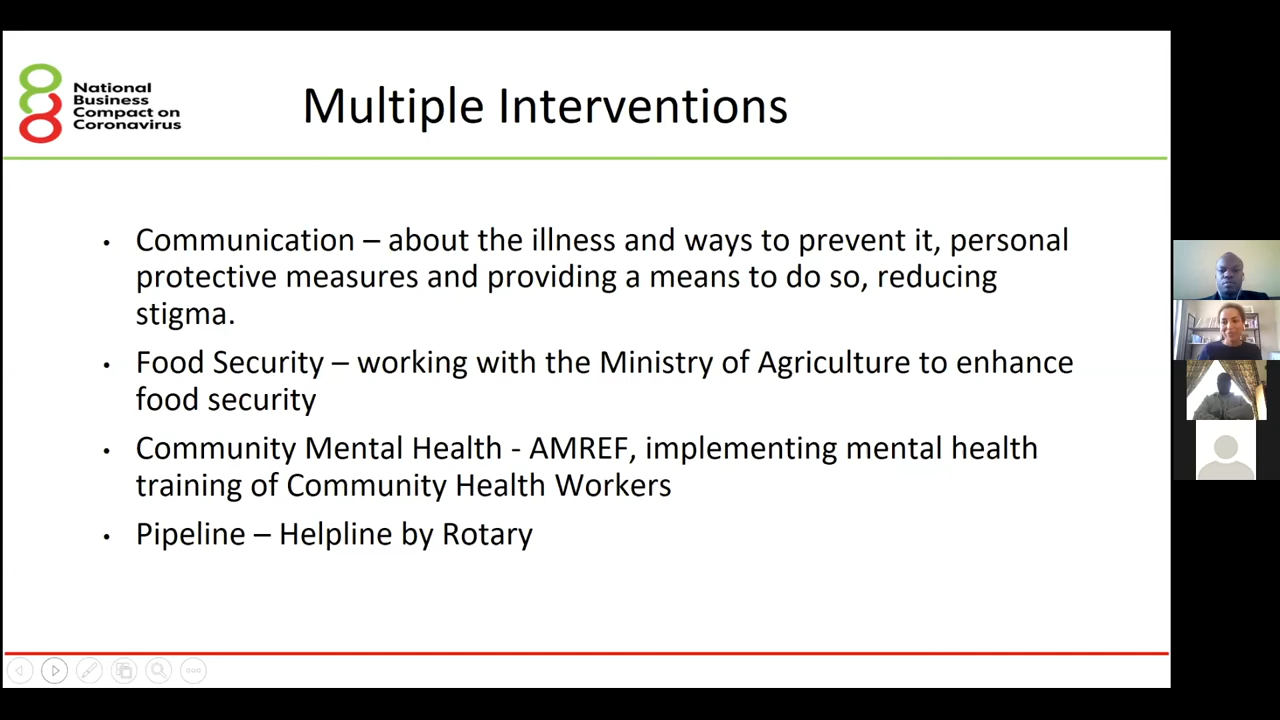 National
Business
Compact on
Coronavirus
Multiple Interventions
• Communication – about the illness and ways to prevent it, personal
protective measures and providing a means to do so, reducing
stigma.
• Food Security – working with the Ministry of Agriculture to enhance
food security
• Community Mental Health - AMREF, implementing mental health
training of Community Health Workers
• Pipeline – Helpline by Rotary